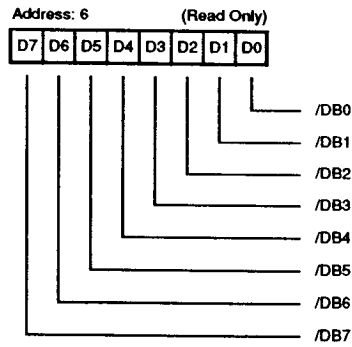 Address: 6 (Read Only)
D7 D6 D5 D4 D3 D2 D1 D0
/DB0
/DB1
/DB2
/DB3
/DB4
/DB5
/DB6
/DB7